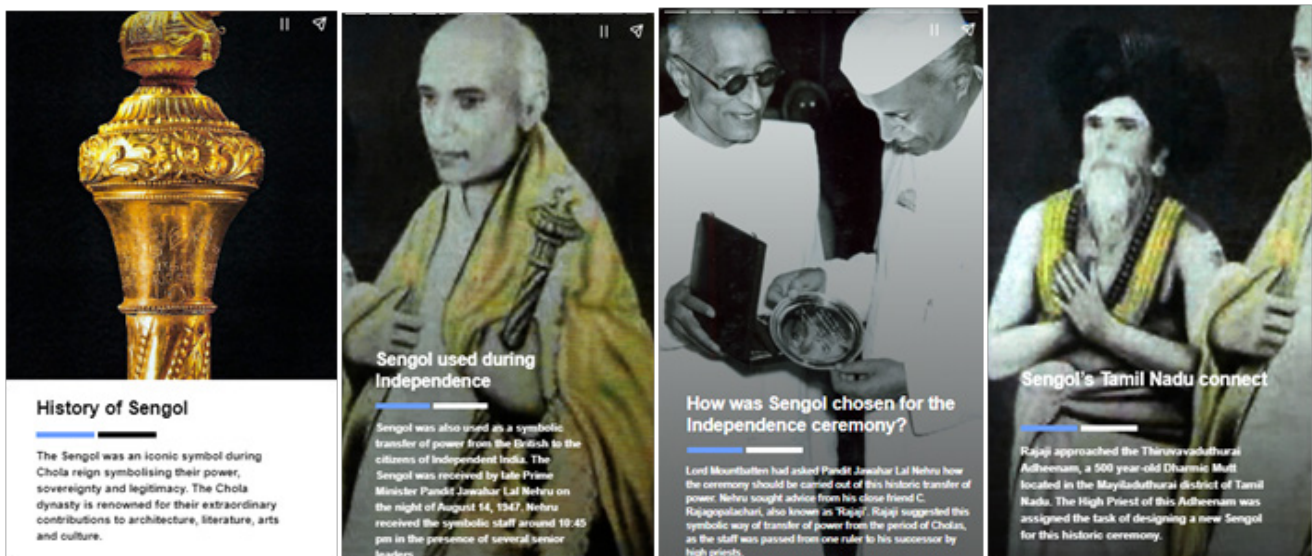 History of Sengol
The Sengol was an iconic symbol during
Chola reign symbolising their power,
sovereignty and legitimacy. The Chola
dynasty is renowned for their extraordinary
contributions to architecture, literature, arts
and culture.
Sengol used during
Independence
Sengol was also used as a symbolic
transfer of power from the British to the
citizens of Independent India. The
Sengol was received by late Prime
Minister Pandit Jawahar Lal Nehru on
the night of August 14, 1947. Nehru
received the symbolic staff around 10:45
pm in the presence of several senior
leaders
How was Sengol chosen for the
Independence ceremony?
Lord Mountbatten had asked Pandit Jawahar Lal Nehru how
the ceremony should be carried out of this historic transfer of
power. Nehru sought advice from his close friend C.
Rajagopalachari, also known as 'Rajaji'. Rajaji suggested this
symbolic way of transfer of power from the period of Cholas,
as the staff was passed from one ruler to his successor by
high priests.
Sengol's Tamil Nadu connect
Rajaji approached the Thiruvavaduthurai
Adheenam, a 500 year-old Dharmic Mutt
located in the Mayiladuthurai district of Tamil
Nadu. The High Priest of this Adheenam was
assigned the task of designing a new Sengol
for this historic ceremony.